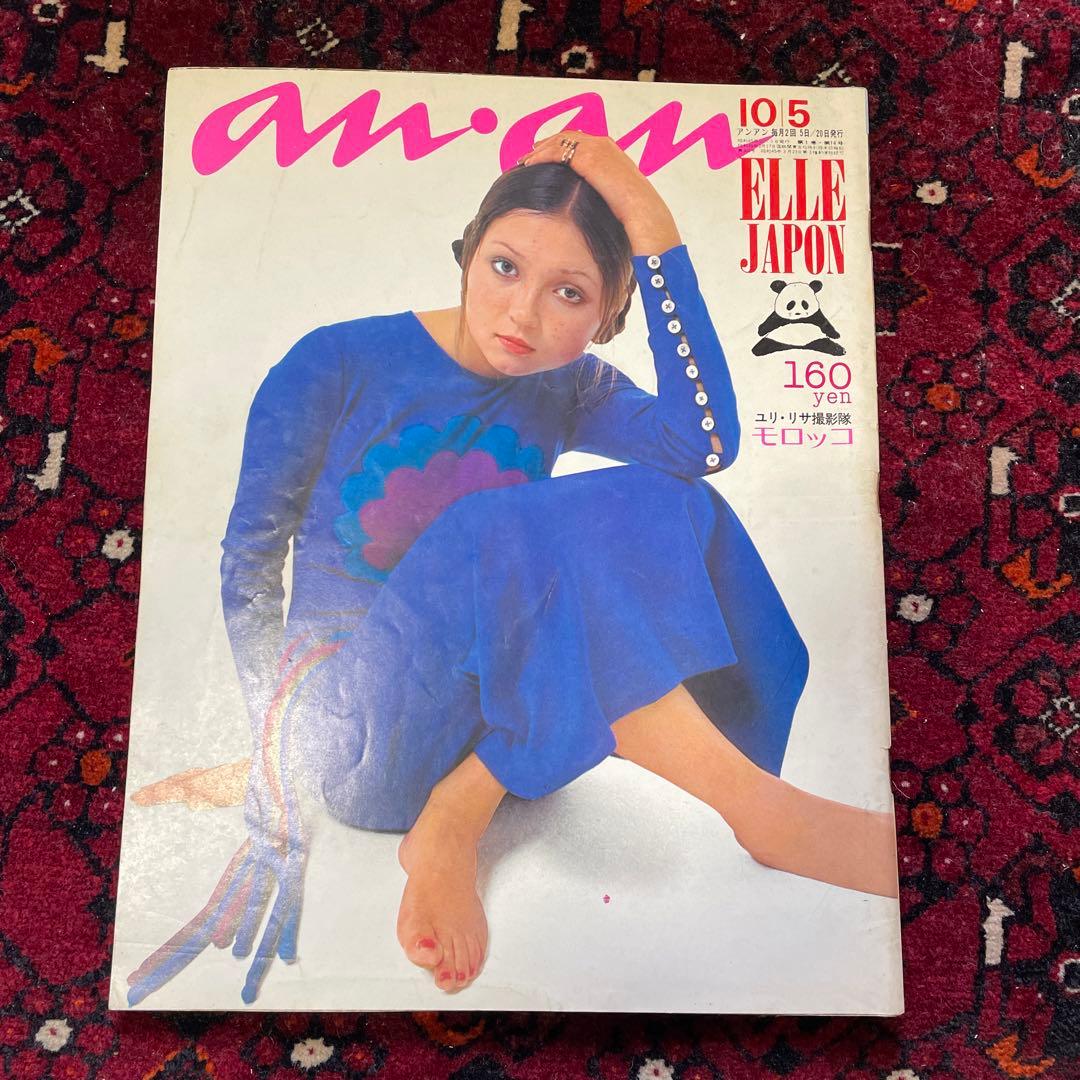 an・an
10|5
アンアン 毎月2回 5日/20日発行
ELLE
JAPON
160
yen
ユリ・リサ撮影隊
モロッコ